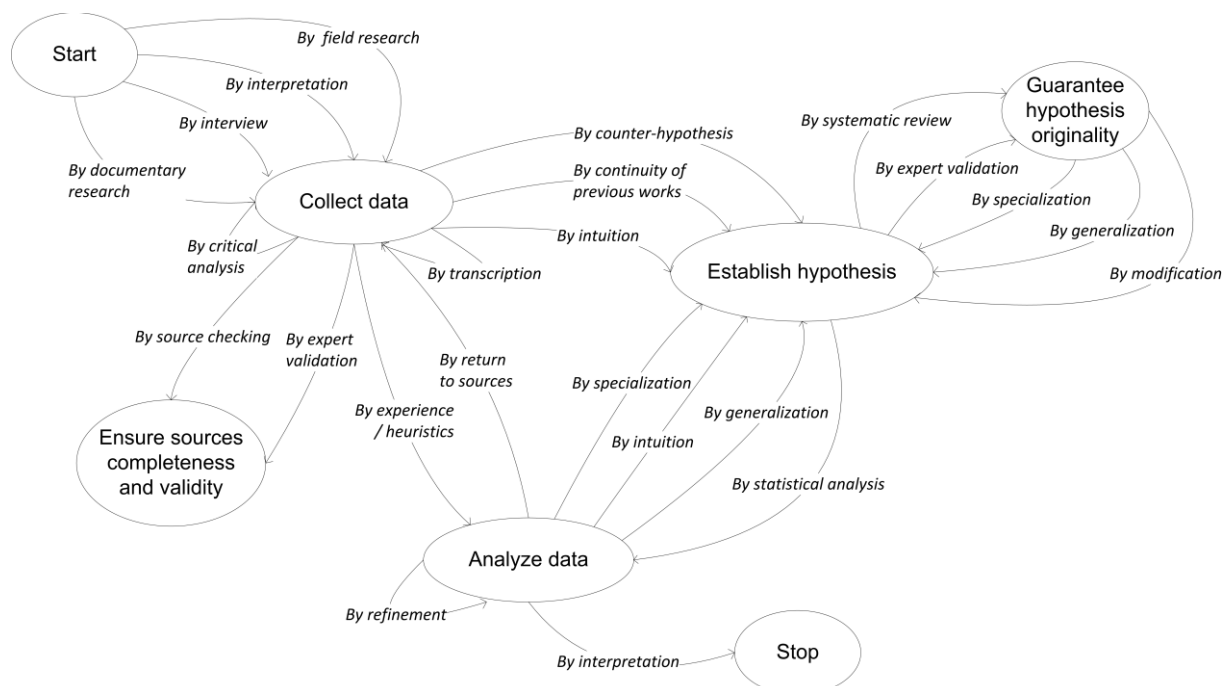 Start
By field research
By interpretation
By interview
By documentary
research
Collect data
By counter-hypothesis
By continuity of
previous works
By intuition
By transcription
By critical
analysis
By systematic review
Guarantee
hypothesis
originality
By expert validation
By specialization
By generalization
By modification
Establish hypothesis
By source checking
By expert
validation
By return
to sources
By experience
/ heuristics
By specialization
By generalization
By intuition
By statistical analysis
Ensure sources
completeness
and validity
Analyze data
By refinement
By interpretation
Stop